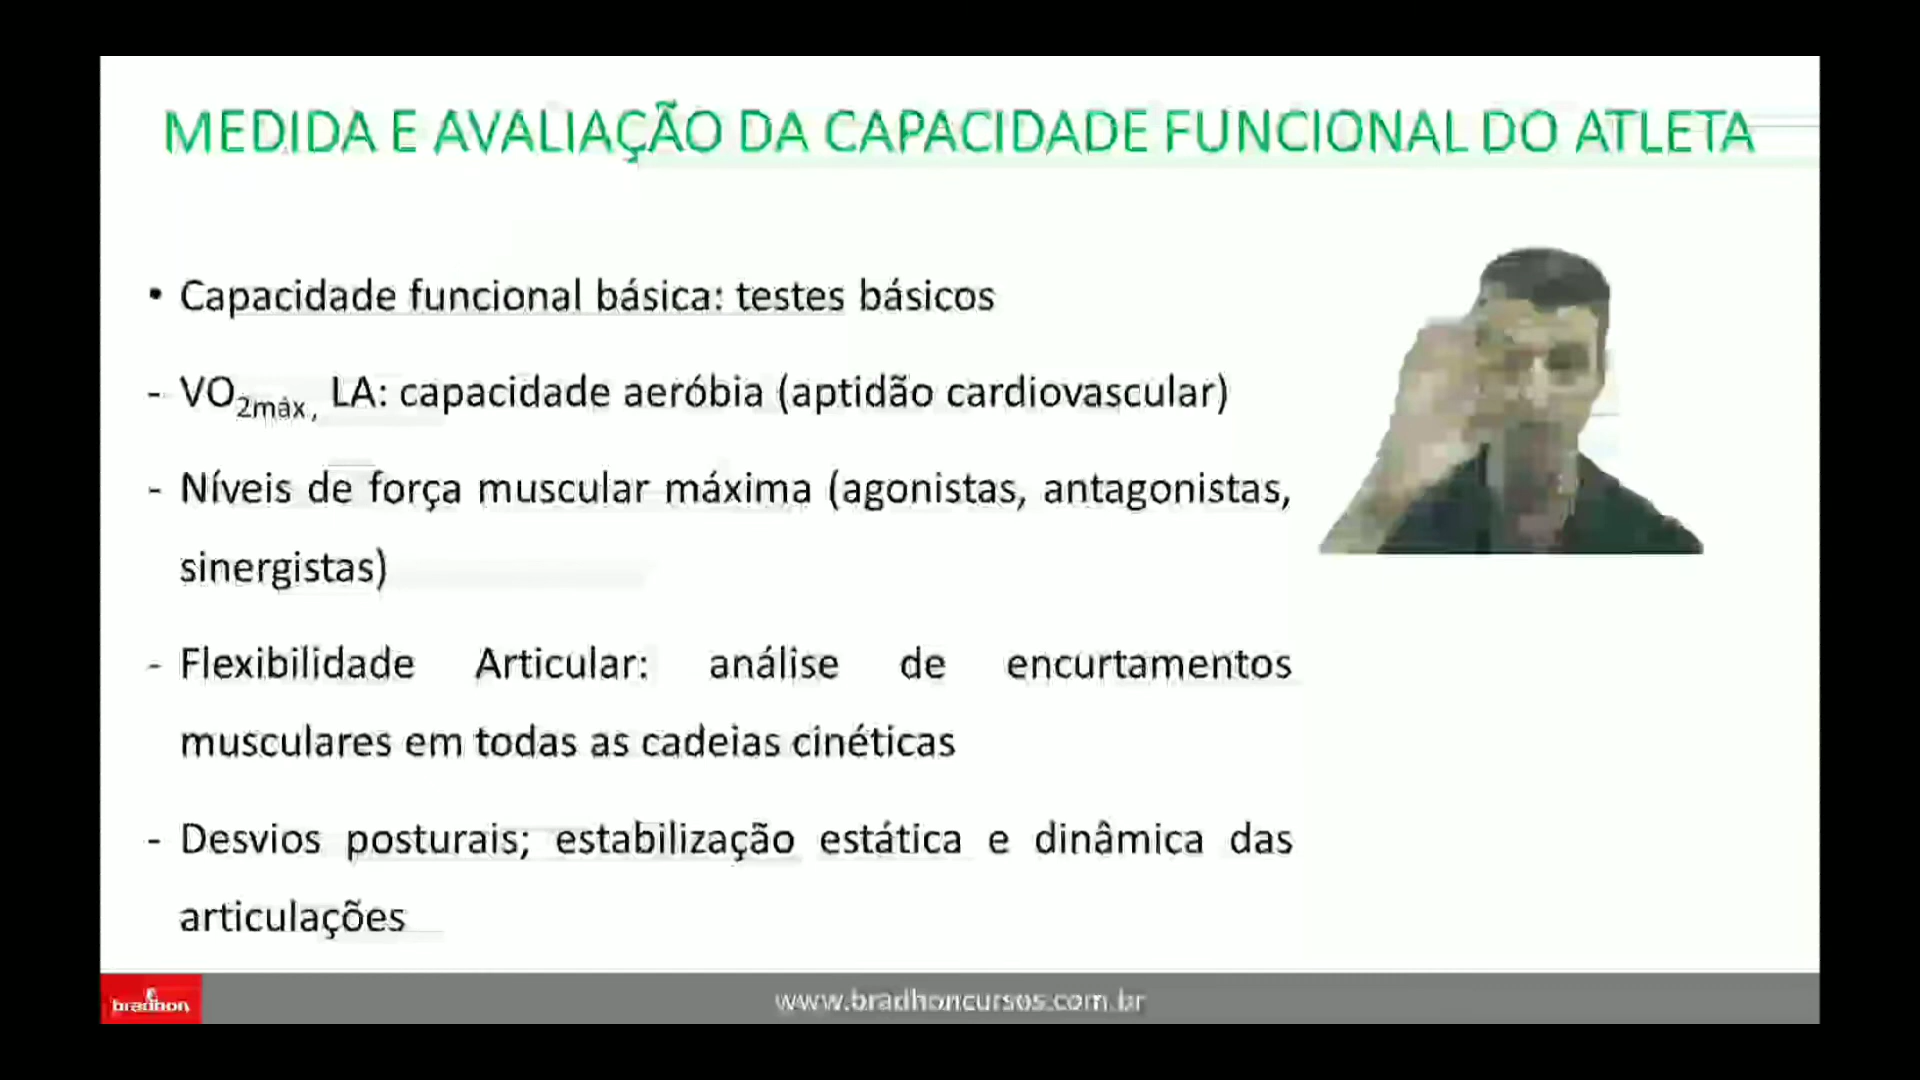 MEDIDA E AVALIAÇÃO DA CAPACIDADE FUNCIONAL DO ATLETA
• Capacidade funcional básica: testes básicos
- VO2máx, LA: capacidade aeróbia (aptidão cardiovascular)
- Níveis de força muscular máxima (agonistas, antagonistas,
sinergistas)
- Flexibilidade Articular: análise de encurtamentos
musculares em todas as cadeias cinéticas
- Desvios posturais; estabilização estática e dinâmica das
articulações
bradhon
www.bradhoncursos.com.br